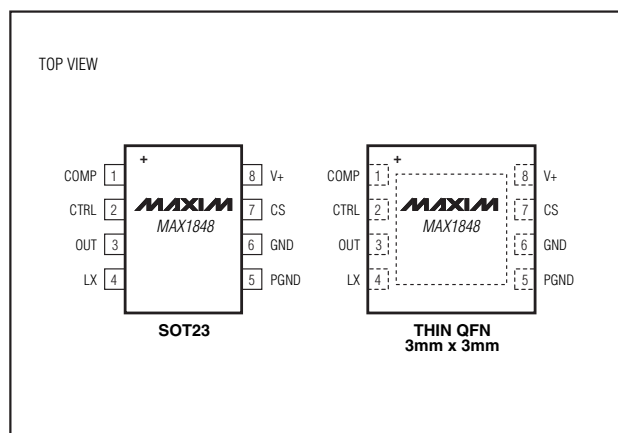 TOP VIEW
+
COMP 1
CTRL 2
OUT 3
LX 4
8 V+
7 CS
6 GND
5 PGND
MAXIM
MAX1848
SOT23
+
COMP 1
CTRL 2
OUT 3
LX 4
8 V+
7 CS
6 GND
5 PGND
MAXIM
MAX1848
THIN QFN
3mm x 3mm